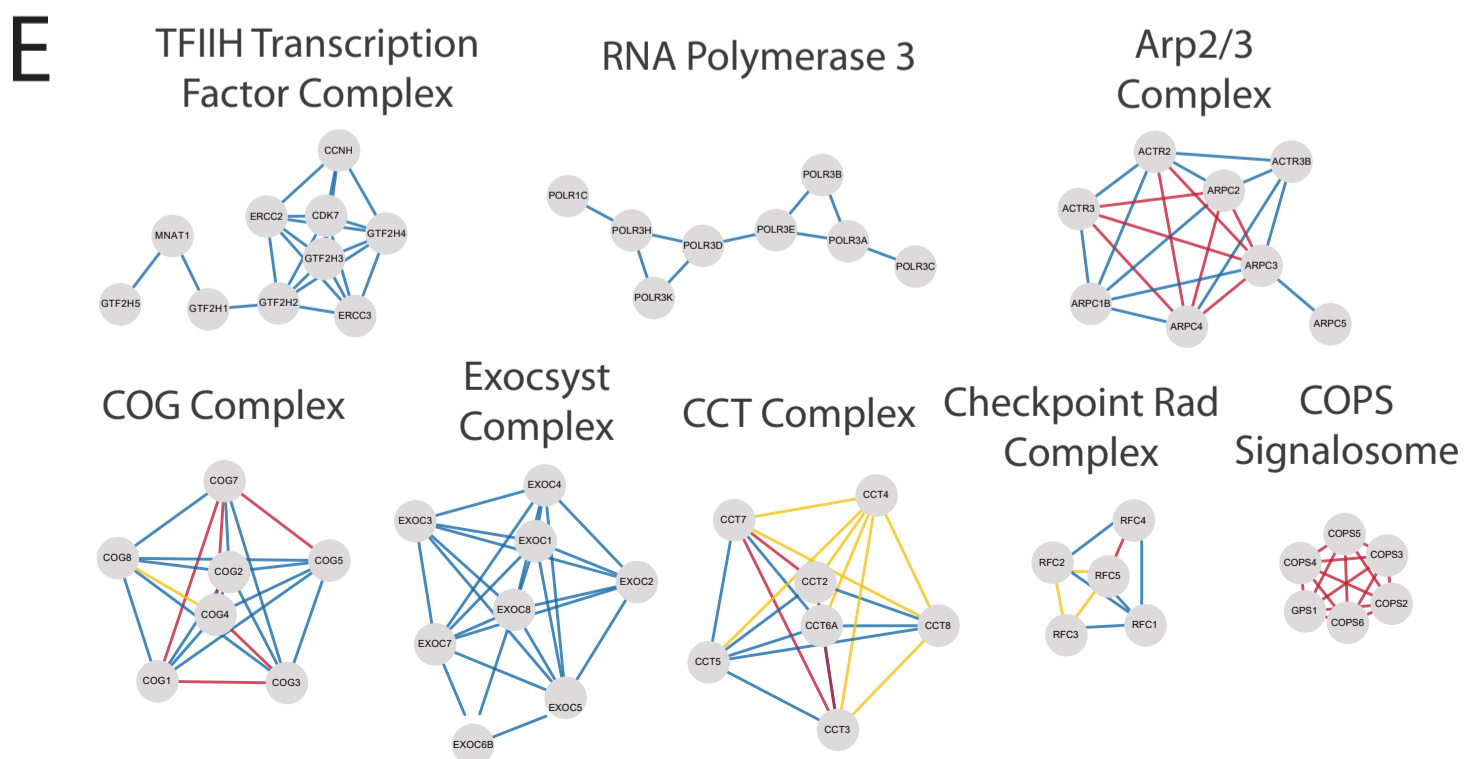 E
TFIIH Transcription
Factor Complex
RNA Polymerase 3
Arp2/3
Complex
CCNH
ERCC2
CDK7
GTF2H4
MNAT1
GTF2H3
GTF2H5
GTF2H1
GTF2H2
ERCC3
POLR1C
POLR3B
POLR3H
POLR3D
POLR3E
POLR3A
POLR3C
POLR3K
ACTR2
ACTR3B
ARPC2
ACTR3
ARPC3
ARPC1B
ARPC4
ARPC5
COG Complex
Exocsyst
Complex
CCT Complex
Checkpoint Rad
Complex
COPS
Signalosome
COG7
COG8
COG2
COG5
COG4
COG1
COG3
EXOC4
EXOC3
EXOC1
EXOC2
EXOC8
EXOC7
EXOC5
EXOC6B
CCT4
CCT7
CCT2
CCT6A
CCT8
CCT5
CCT3
RFC4
RFC2
RFC5
RFC3
RFC1
COPS5
COPS4
COPS3
GPS1
COPS2
COPS6